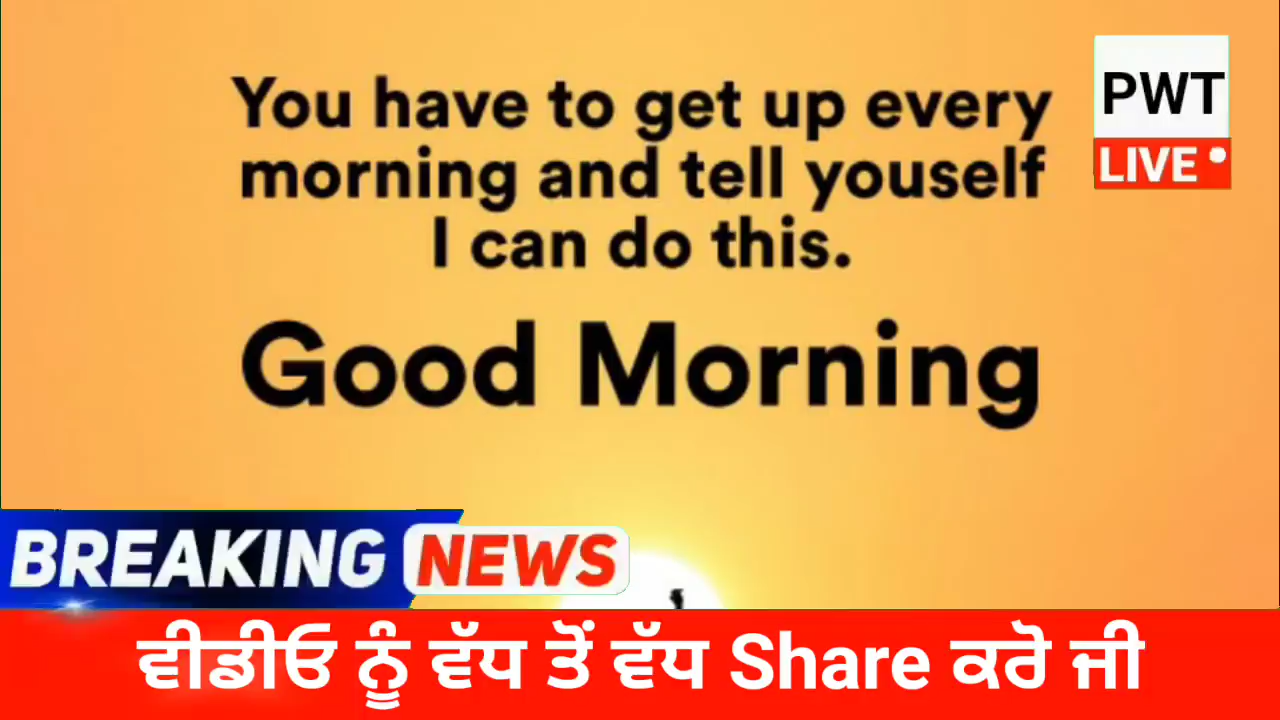 You have to get up every
morning and tell youself
I can do this.
Good Morning
PWT
LIVE
BREAKING NEWS
ਵੀਡੀਓ ਨੂੰ ਵੱਧ ਤੋਂ ਵੱਧ Share ਕਰੋ ਜੀ